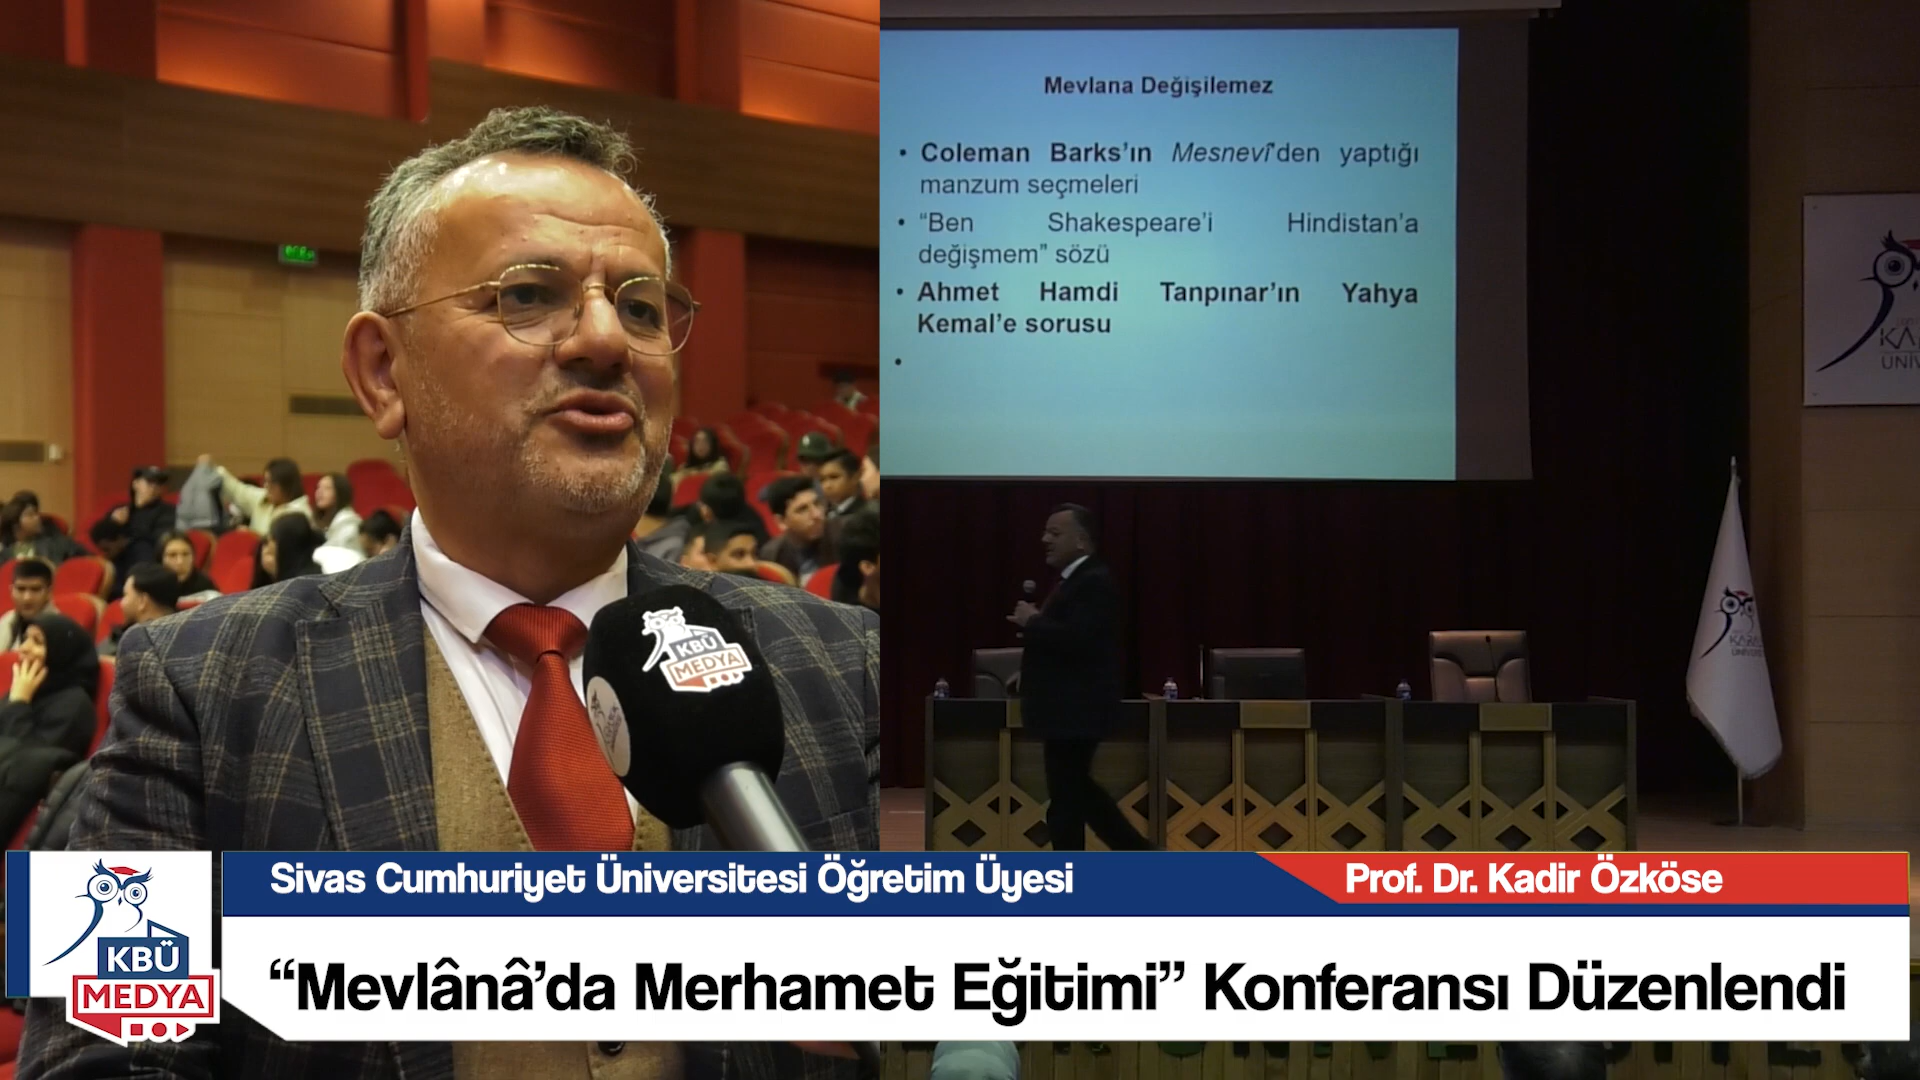 Mevlana Değişilemez
• Coleman Barks’ın Mesnevî'den yaptığı
manzum seçmeleri
• “Ben Shakespeare’i Hindistan’a
değişmem” sözü
• Ahmet Hamdi Tanpınar’ın Yahya
Kemal’e sorusu
•
KBÜ
MEDYA
Sivas Cumhuriyet Üniversitesi Öğretim Üyesi
Prof. Dr. Kadir Özköse
KBÜ
MEDYA
“Mevlânâ’da Merhamet Eğitimi” Konferansı Düzenlendi